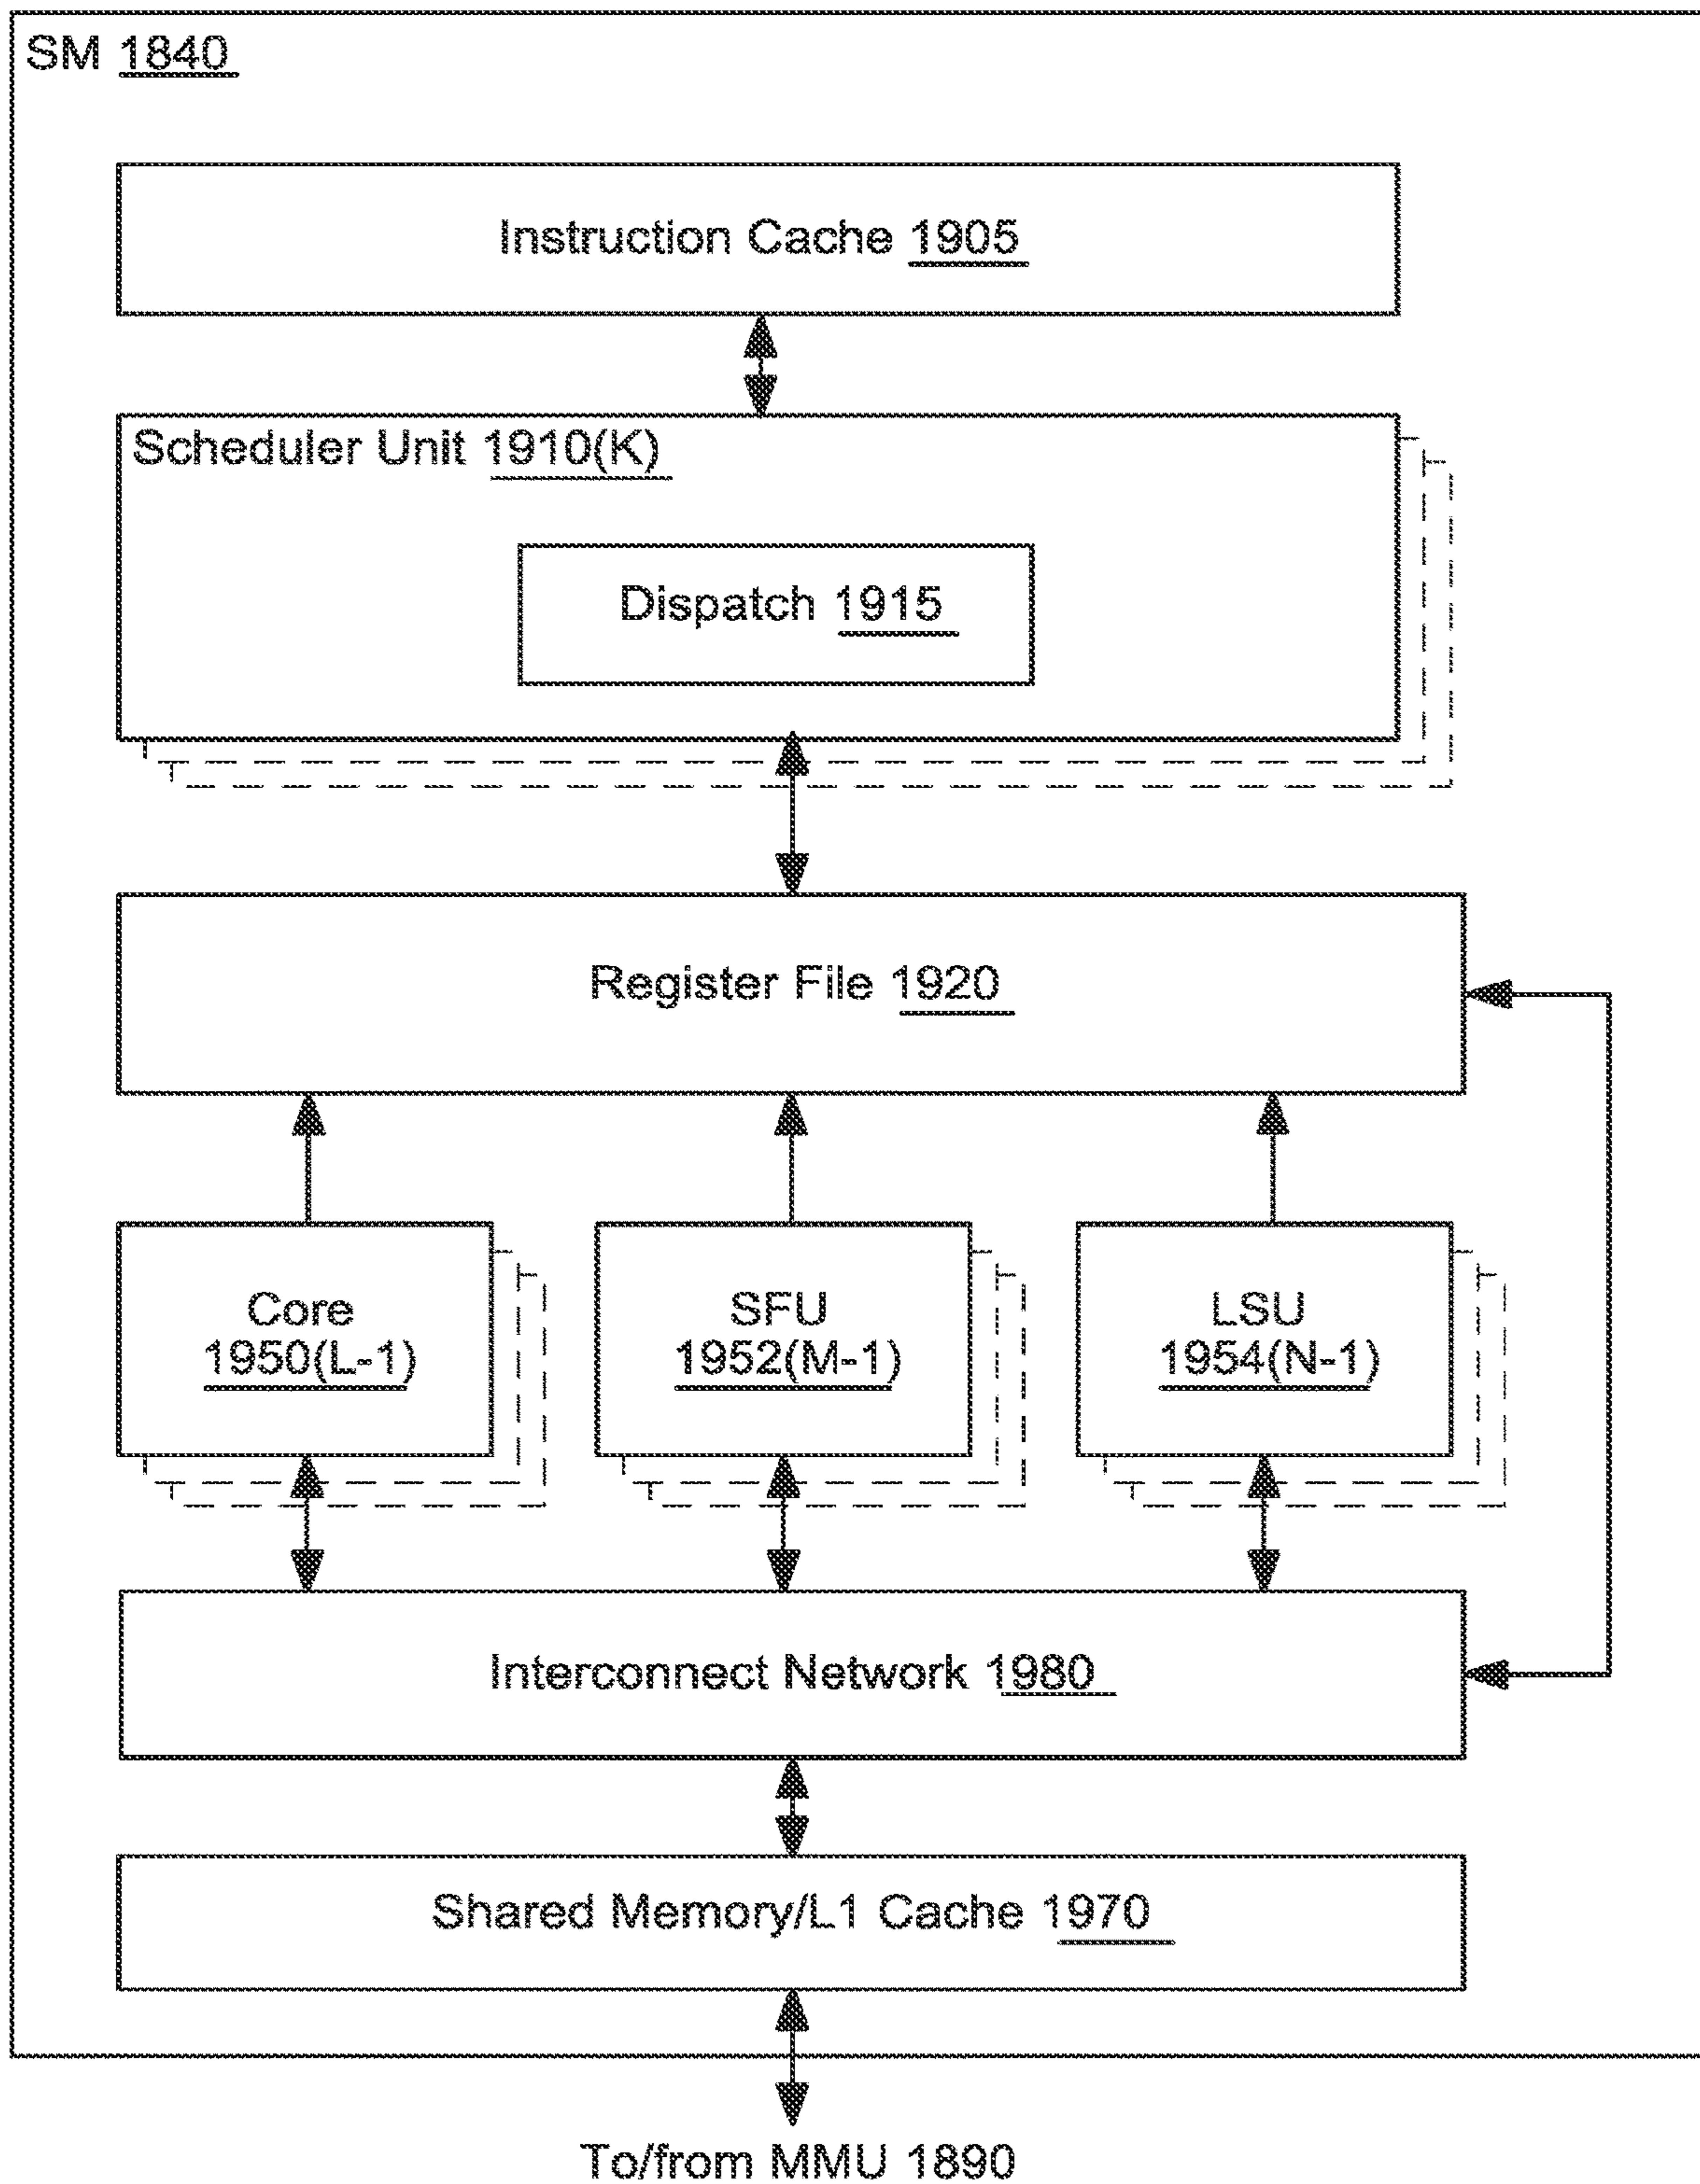 SM 1840
Instruction Cache 1905
Scheduler Unit 1910(K)
Dispatch 1915
Register File 1920
Core
1950(L-1)
SFU
1952(M-1)
LSU
1954(N-1)
Interconnect Network 1980
Shared Memory/L1 Cache 1970
To/from MMU 1890